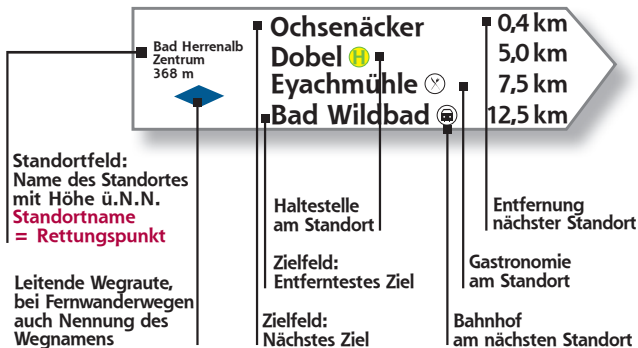 Bad Herrenalb
Zentrum
368 m
Ochsenäcker 0,4 km
Dobel H 5,0 km
Eyachmühle 7,5 km
Bad Wildbad 12,5 km
Standortfeld:
Name des Standortes
mit Höhe ü.N.N.
Standortname
= Rettungspunkt
Leitende Wegraute,
bei Fernwanderwegen
auch Nennung des
Wegnamens
Haltestelle
am Standort
Zielfeld:
Entferntestes Ziel
Zielfeld:
Nächstes Ziel
Entfernung
nächster Standort
Gastronomie
am Standort
Bahnhof
am nächsten Standort